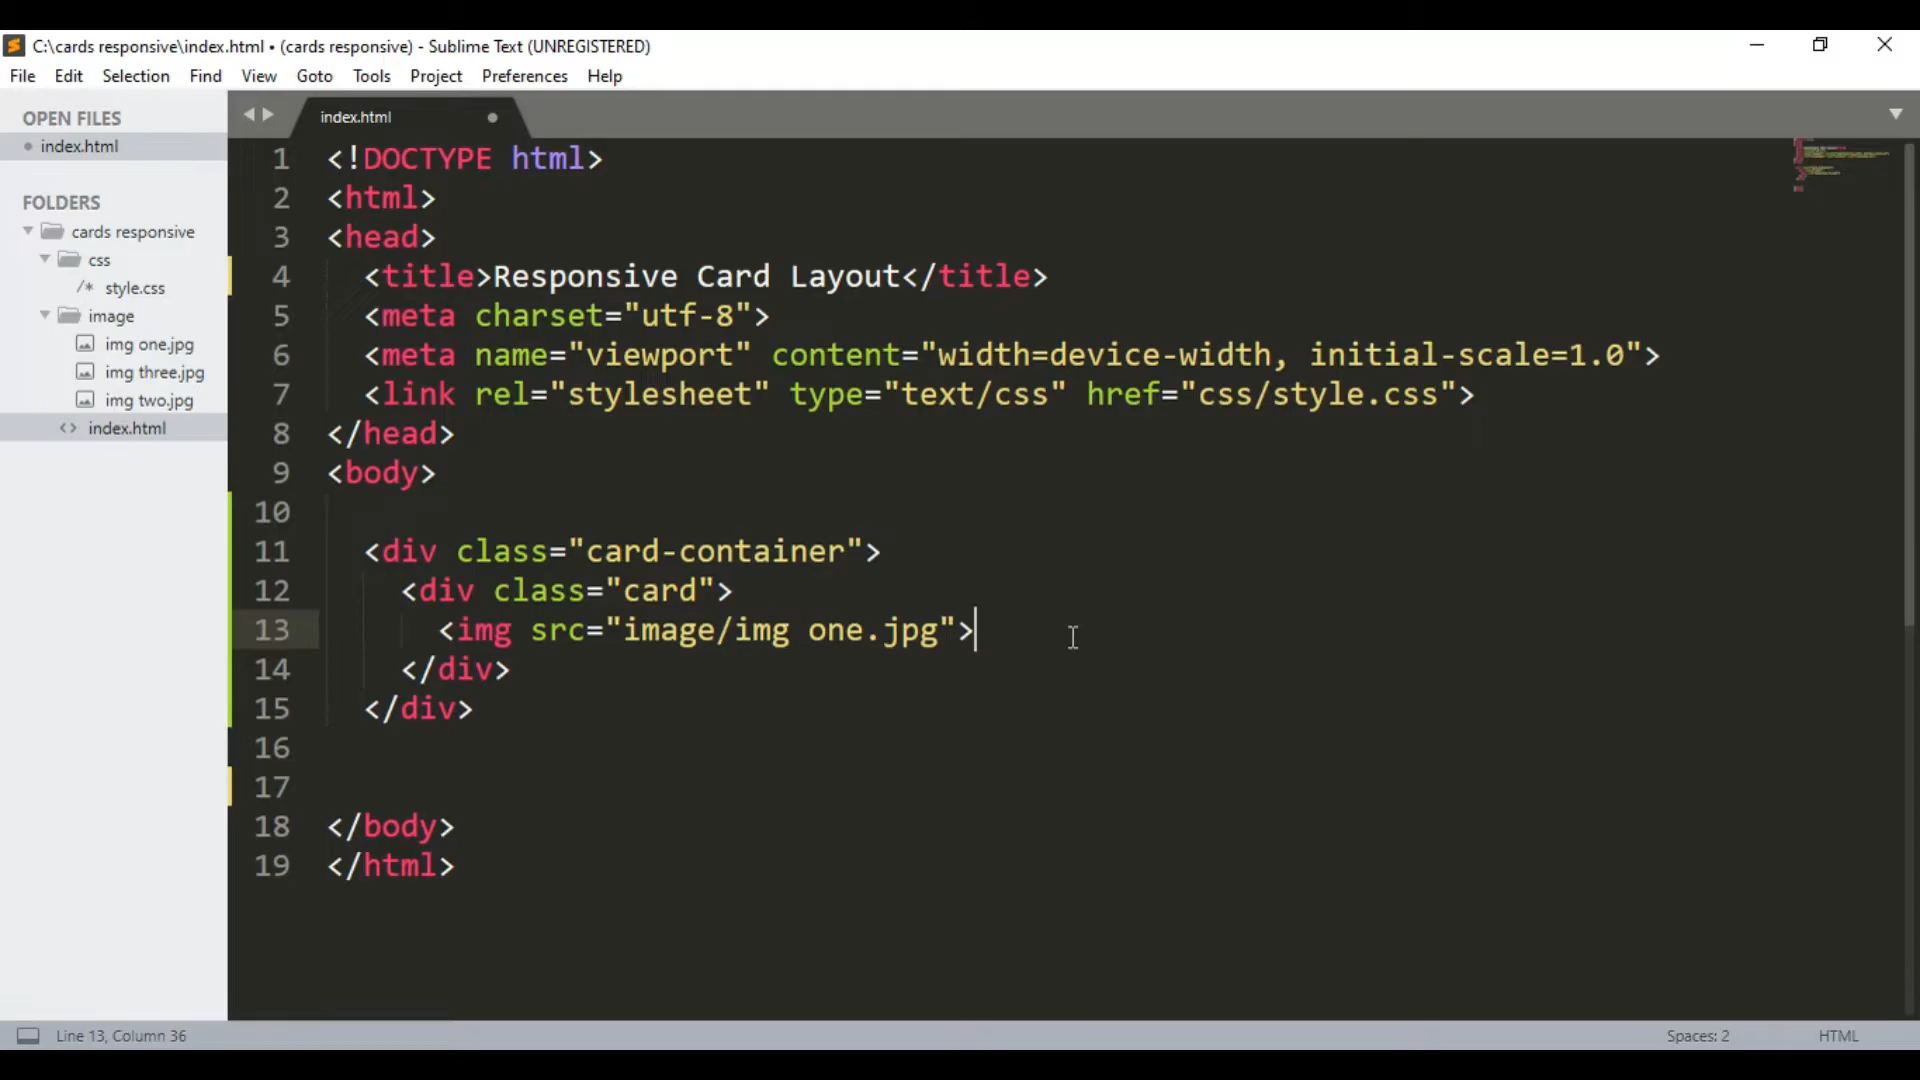 C:\cards responsive\index.html • (cards responsive) - Sublime Text (UNREGISTERED)
File Edit Selection Find View Goto Tools Project Preferences Help
OPEN FILES
index.html
FOLDERS
cards responsive
css
/* style.css
image
img one.jpg
img three.jpg
img two.jpg
<> index.html
index.html
1 <!DOCTYPE html>
2 <html>
3 <head>
4 <title>Responsive Card Layout</title>
5 <meta charset="utf-8">
6 <meta name="viewport" content="width=device-width, initial-scale=1.0">
7 <link rel="stylesheet" type="text/css" href="css/style.css">
8 </head>
9 <body>
10
11 <div class="card-container">
12 <div class="card">
13 <img src="image/img one.jpg">
14 </div>
15 </div>
16
17
18 </body>
19 </html>
Line 13, Column 36
Spaces: 2
HTML